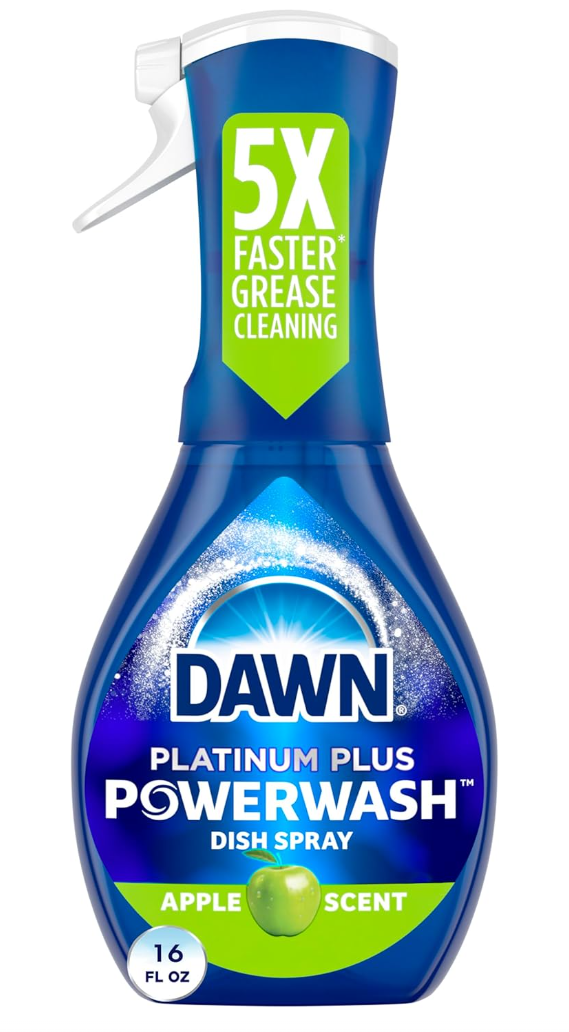 5X
FASTER*
GREASE
CLEANING
DAWN®
PLATINUM PLUS
POWERWASH™
DISH SPRAY
APPLE SCENT
16
FL OZ